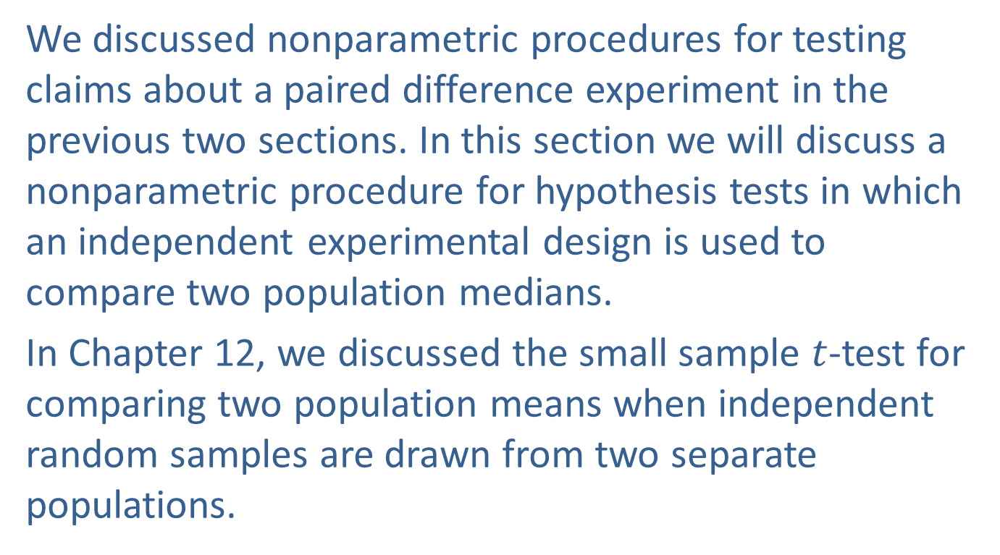 We discussed nonparametric procedures for testing
claims about a paired difference experiment in the
previous two sections. In this section we will discuss a
nonparametric procedure for hypothesis tests in which
an independent experimental design is used to
compare two population medians.
In Chapter 12, we discussed the small sample t-test for
comparing two population means when independent
random samples are drawn from two separate
populations.